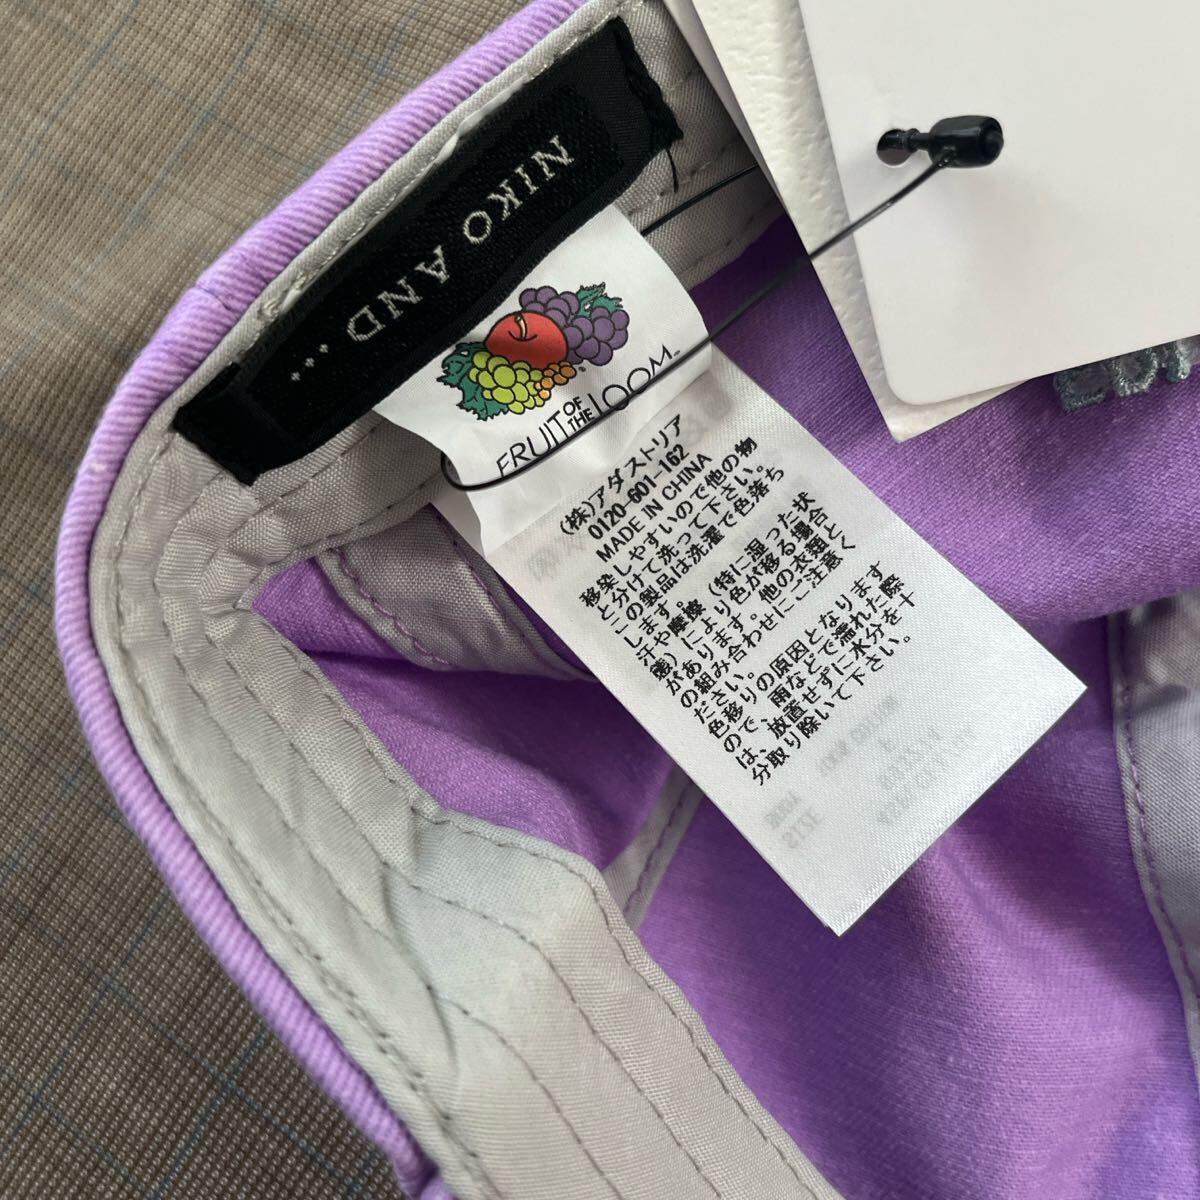 NIKO AND ...
FRUIT OF THE LOOM™
(株)アダストリア
0120-601-162
MADE IN CHINA
移染しやすいので他の物
と分けて洗って下さい。
この製品は洗濯で色落ち
します。
汗や摩擦（特に湿った状
態）により色が移る場合
があります。他の衣類と
の組み合わせにご注意く
ださい。
色移りの原因となります
ので、雨などで濡れた際
は、放置せずに水分を十
分取り除いて下さい。